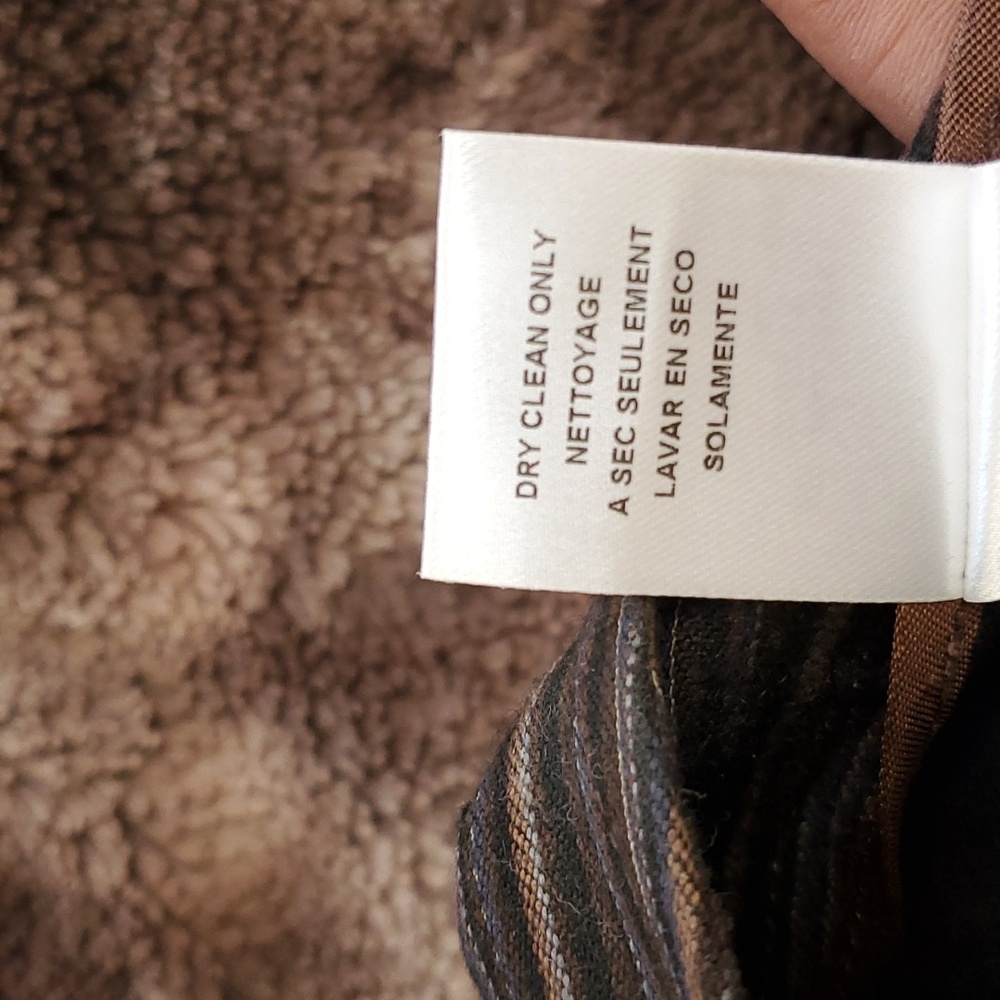 DRY CLEAN ONLY
NETTOYAGE
A SEC SEULEMENT
LAVAR EN SECO
SOLAMENTE